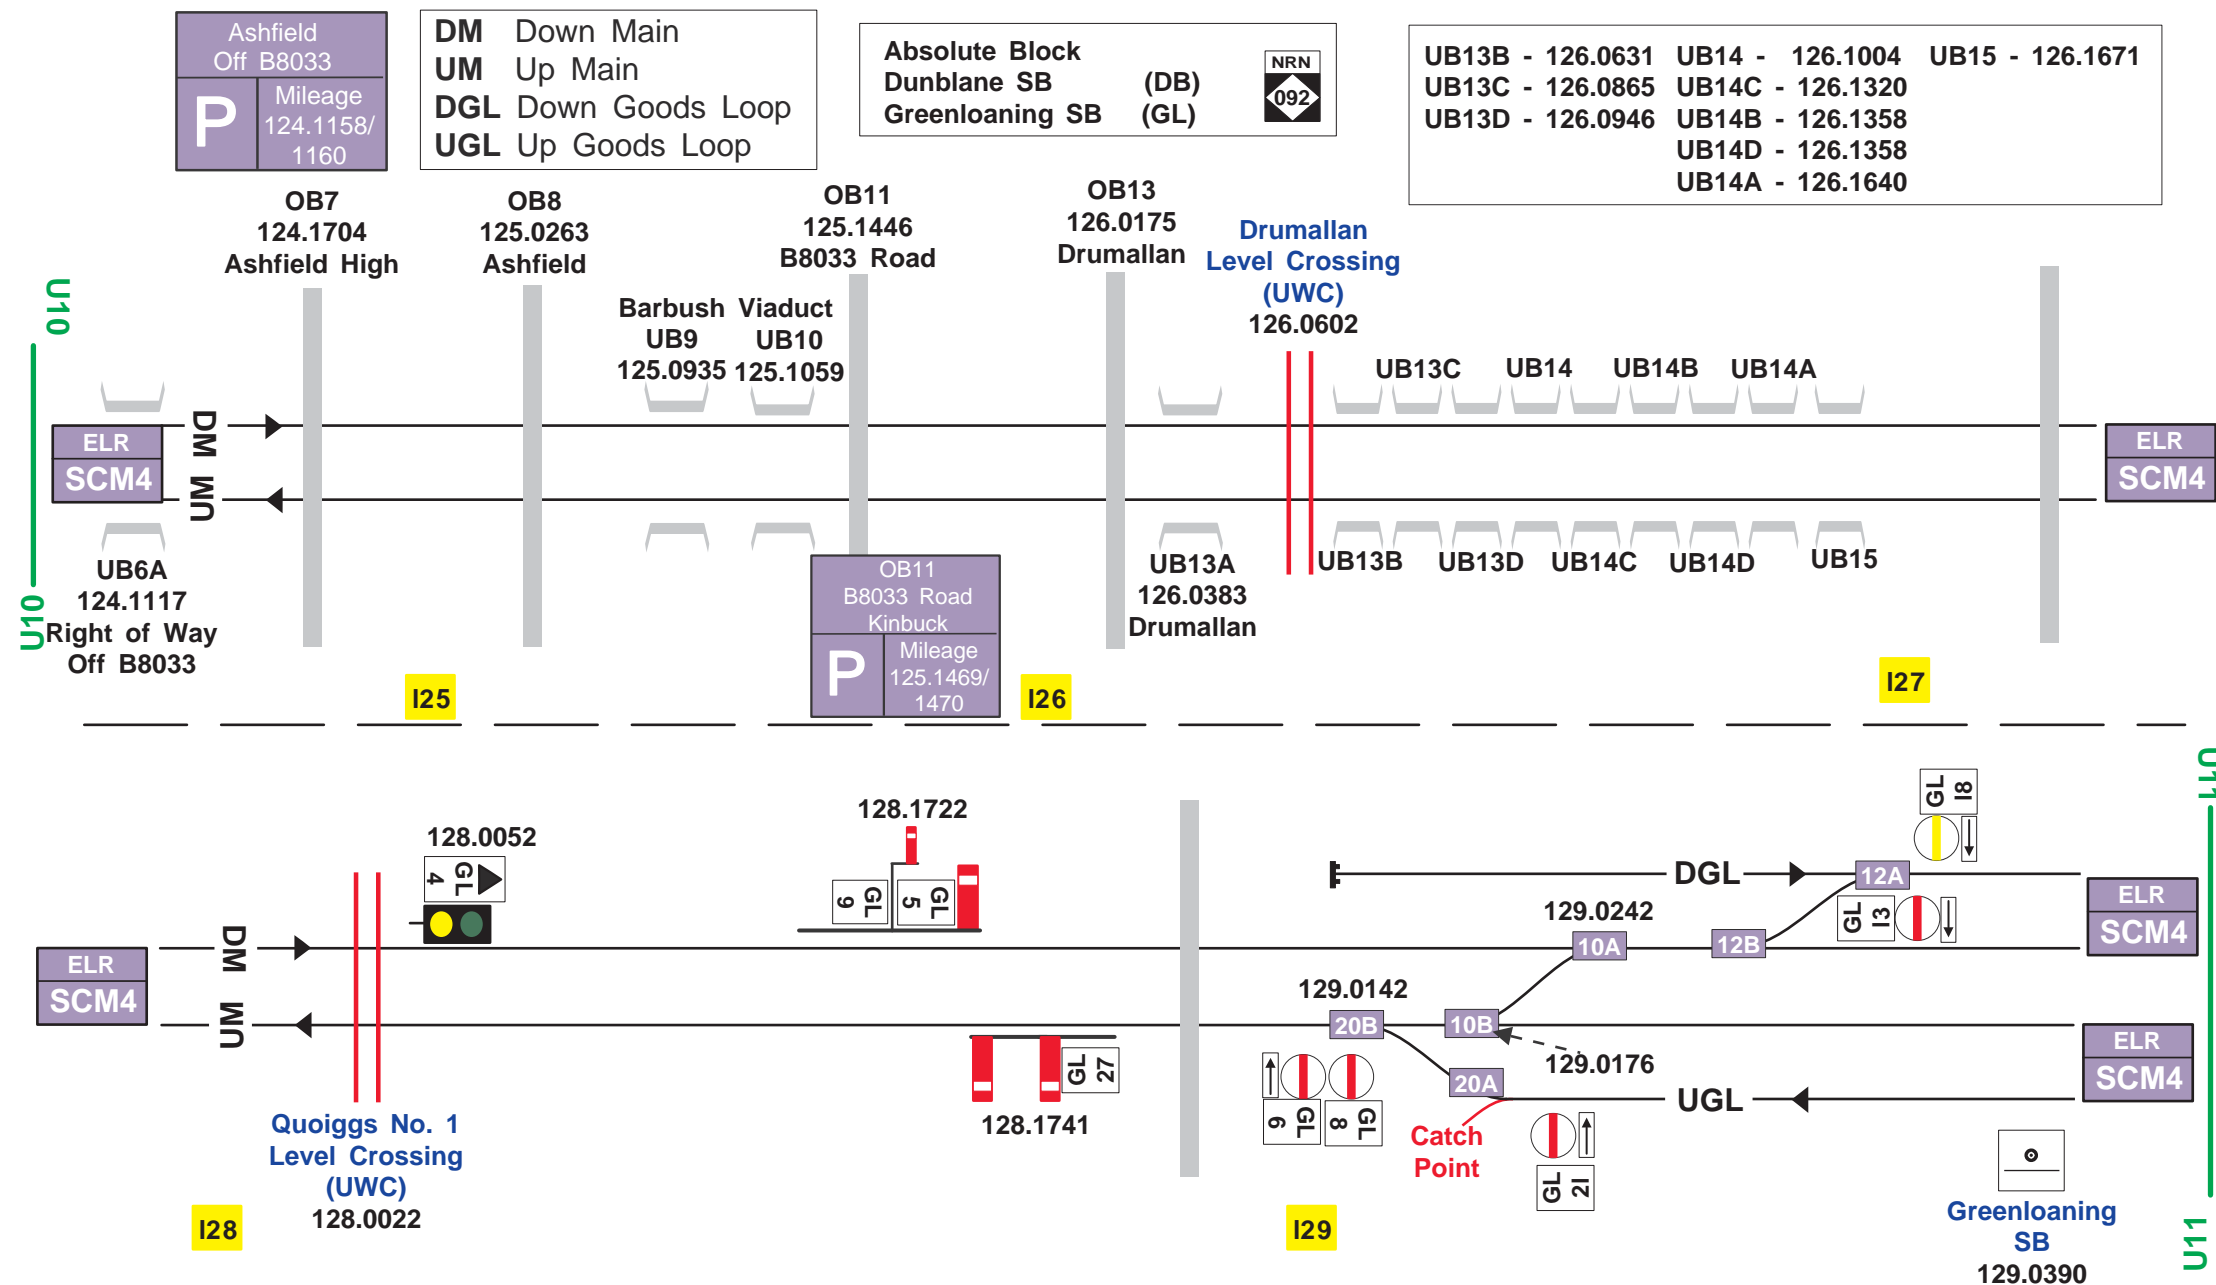 Ashfield
Off B8033
P
Mileage
124.1158/
1160
DM Down Main
UM Up Main
DGL Down Goods Loop
UGL Up Goods Loop
Absolute Block
Dunblane SB (DB)
Greenloaning SB (GL)
NRN
092
UB13B - 126.0631 UB14 - 126.1004 UB15 - 126.1671
UB13C - 126.0865 UB14C - 126.1320
UB13D - 126.0946 UB14B - 126.1358
UB14D - 126.1358
UB14A - 126.1640
OB7
124.1704
Ashfield High
OB8
125.0263
Ashfield
OB11
125.1446
B8033 Road
OB13
126.0175
Drumallan
Drumallan
Level Crossing
(UWC)
126.0602
Barbush Viaduct
UB9 UB10
125.0935 125.1059
U10
UB13C UB14 UB14B UB14A
DM
UM
ELR
SCM4
ELR
SCM4
U10
UB6A
124.1117
Right of Way
Off B8033
OB11
B8033 Road
Kinbuck
P
Mileage
125.1469/
1470
UB13A
126.0383
Drumallan
UB13B UB13D UB14C UB14D UB15
I25
I26
I27
128.0052
GL
4
128.1722
GL
9
GL
5
U11
GL
I8
DGL
12A
GL
I3
129.0242
10A
12B
ELR
SCM4
DM
UM
ELR
SCM4
129.0142
20B
10B
129.0176
20A
UGL
ELR
SCM4
GL
27
128.1741
GL
6
GL
8
Catch
Point
GL
2I
Quoiggs No. 1
Level Crossing
(UWC)
128.0022
I28
I29
Greenloaning
SB
129.0390
U11